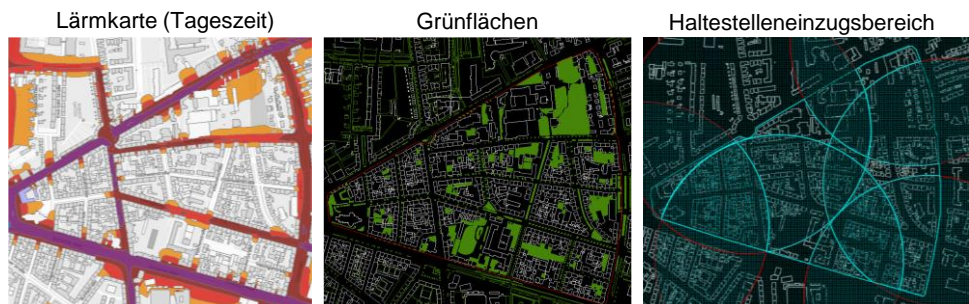 Lärmkarte (Tageszeit)
Grünflächen
Haltestelleneinzugsbereich